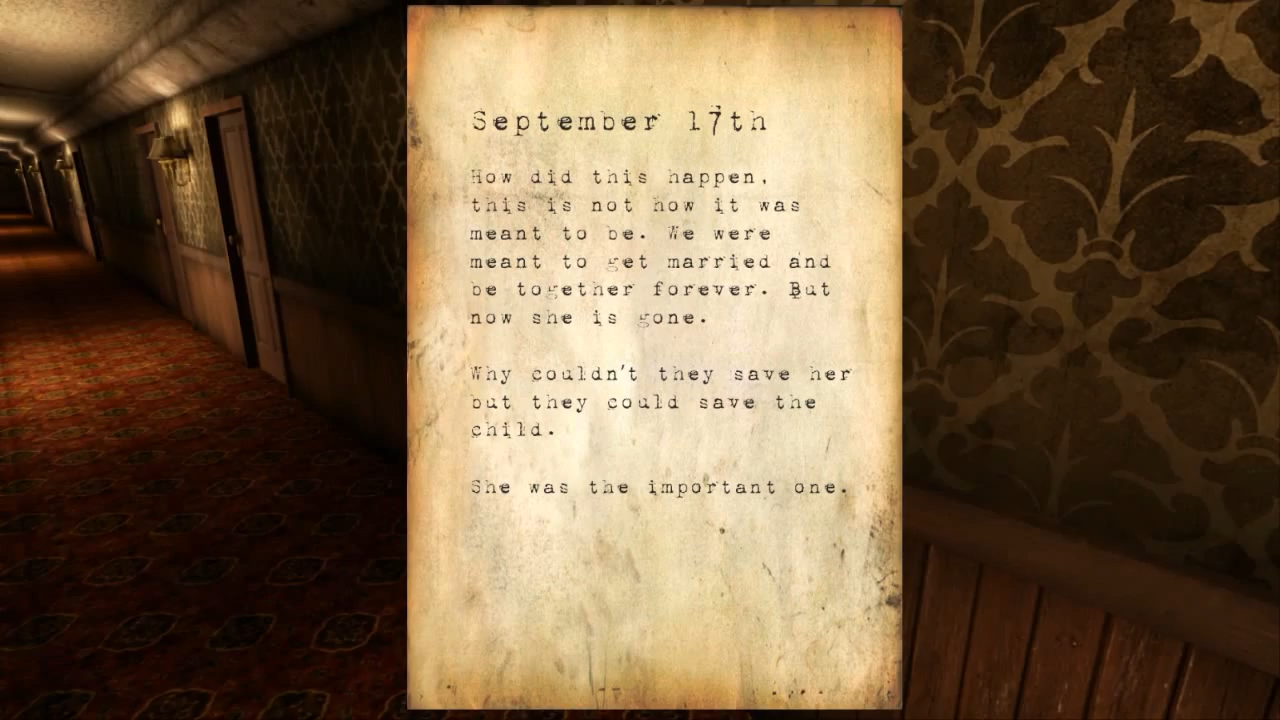 September 17th
How did this happen,
this is not how it was
meant to be. We were
meant to get married and
be together forever. But
now she is gone.
Why couldn't they save her
but they could save the
child.
She was the important one.